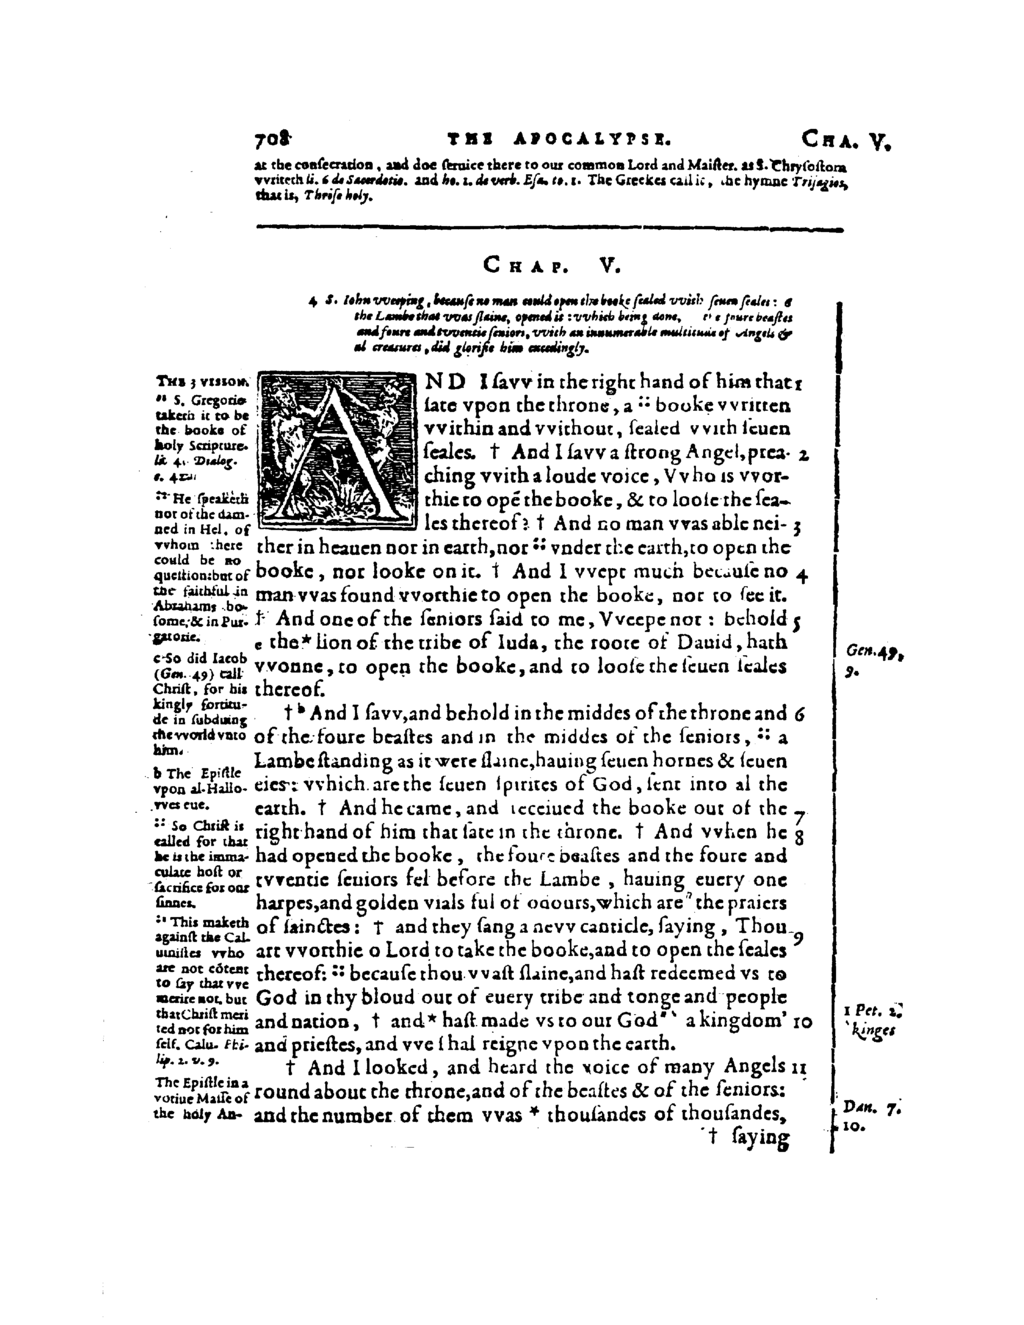 708 THE APOCALYPSE. CHA. V.
at the consecration, and doe seruice there to our common Lord and Maister. as S. Chrysostom
vvriteth li. 6 de Sacerdotio. and ho. 1. de verb. Esa. to. 1. The Greekes call it, the hymne Trisagios,
that is, Thrise holy.
CHAP. V.
4 S. Iohn vveeping, because no man could open the booke sealed vvith seuen seales: 6
the Lambe that vvas slaine, opened it: vvhich being done, the foure beastes
and foure and tvventie seniors, vvith an innumerable multitude of Angels &
al creatures, did glorifie him exceedingly.
THE 3 VISION.
" S. Gregorie
taketh it to be
the booke of
holy Scripture.
li. 4. Dialog.
c. 42.
:: He speaketh
not of the dam-
ned in Hel, of
vvhom there
could be no
question: but of
the faithful in
Abrahams bo-
some, & in Pur-
gatorie.
c So did Iacob
(Gen. 49) call
Christ, for his
kingly fortitu-
de in subduing
the vvorld vnto
him.
b The Epistle
vpon al-Hallo-
vves eue.
:: So Christ is
called for that
he is the imma-
culate host or
sacrifice for our
sinnes.
:: This maketh
against the Cal-
uinistes vvho
are not cōtent
to say that vve
merite not, but
that Christ meri
ted not for him
self. Calu. Phi-
lip. 2. v. 9.
The Epistle in a
votiue Masse of
the holy An-
AND I savv in the right hand of him that 1
sate vpon the throne, a :: booke vvritten
vvithin and vvithout, sealed vvith seuen
seales. † And I savv a strong Angel, prea- 2
ching vvith a loude voice, Vvho is vvor-
thie to opē the booke, & to loose the sea-
les thereof? † And no man vvas able nei- 3
ther in heauen nor in earth, nor :: vnder the earth, to open the
booke, nor looke on it. † And I vvept much because no 4
man vvas found vvorthie to open the booke, nor to see it.
† And one of the seniors said to me, Vveepe not: behold 5
c the * lion of the tribe of Iuda, the roote of Dauid, hath
vvonne, to open the booke, and to loose the seuen seales
thereof.
† b And I savv, and behold in the middes of the throne and 6
of the foure beastes and in the middes of the seniors, :: a
Lambe standing as it were slaine, hauing seuen hornes & seuen
eies: vvhich are the seuen spirites of God, sent into al the
earth. † And he came, and receiued the booke out of the 7
right hand of him that sate in the throne. † And vvhen he 8
had opened the booke, the foure beastes and the foure and
tvventie seniors fel before the Lambe, hauing euery one
harpes, and golden vials ful of odours, which are " the praiers
of sainctes: † and they sang a nevv canticle, saying, Thou 9
art vvorthie o Lord to take the booke, and to open the seales
thereof: :: because thou vvast slaine, and hast redeemed vs to
God in thy bloud out of euery tribe and tonge and people
and nation, † and * hast made vs to our God " ‵ a kingdom' 10
and priestes, and vve shal reigne vpon the earth.
† And I looked, and heard the voice of many Angels 11
round about the throne, and of the beastes & of the seniors:
and the number of them vvas * thousandes of thousandes,
† saying
Gen. 49,
9.
1 Pet. 2,
‵ kinges
Dan. 7.
10.